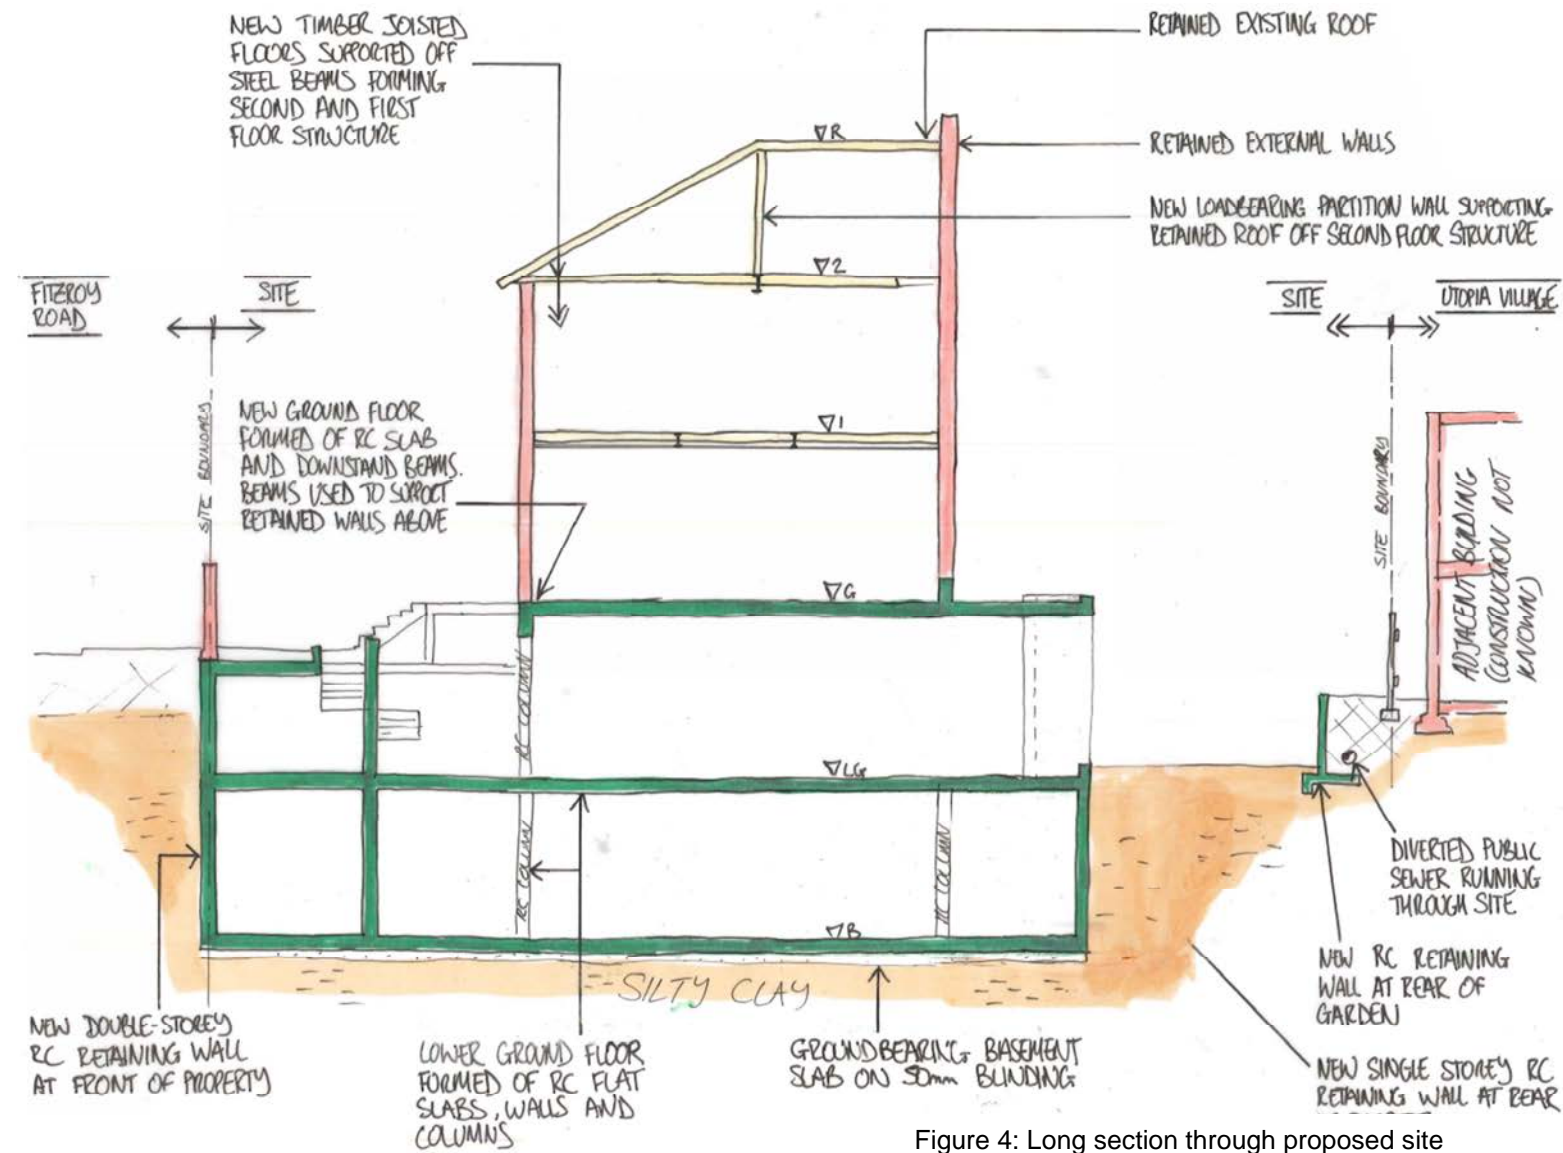 NEW TIMBER JOISTED
FLOORS SUPPORTED OFF
STEEL BEAMS FORMING
SECOND AND FIRST
FLOOR STRUCTURE
RETAINED EXISTING ROOF
▽R
RETAINED EXTERNAL WALLS
NEW LOADBEARING PARTITION WALL SUPPORTING
RETAINED ROOF OFF SECOND FLOOR STRUCTURE
▽2
FITZROY
ROAD
SITE
SITE
UTOPIA VILLAGE
SITE BOUNDARY
NEW GROUND FLOOR
FORMED OF RC SLAB
AND DOWNSTAND BEAMS.
BEAMS USED TO SUPPORT
RETAINED WALLS ABOVE
▽1
SITE BOUNDARY
ADJACENT BUILDING
(CONSTRUCTION NOT
KNOWN)
▽G
RC COLUMN
▽LG
RC COLUMN
RC COLUMN
▽B
SILTY CLAY
DIVERTED PUBLIC
SEWER RUNNING
THROUGH SITE
NEW RC RETAINING
WALL AT REAR OF
GARDEN
NEW DOUBLE-STOREY
RC RETAINING WALL
AT FRONT OF PROPERTY
LOWER GROUND FLOOR
FORMED OF RC FLAT
SLABS, WALLS AND
COLUMNS
GROUNDBEARING BASEMENT
SLAB ON 50mm BLINDING
NEW SINGLE STOREY RC
RETAINING WALL AT REAR
Figure 4: Long section through proposed site